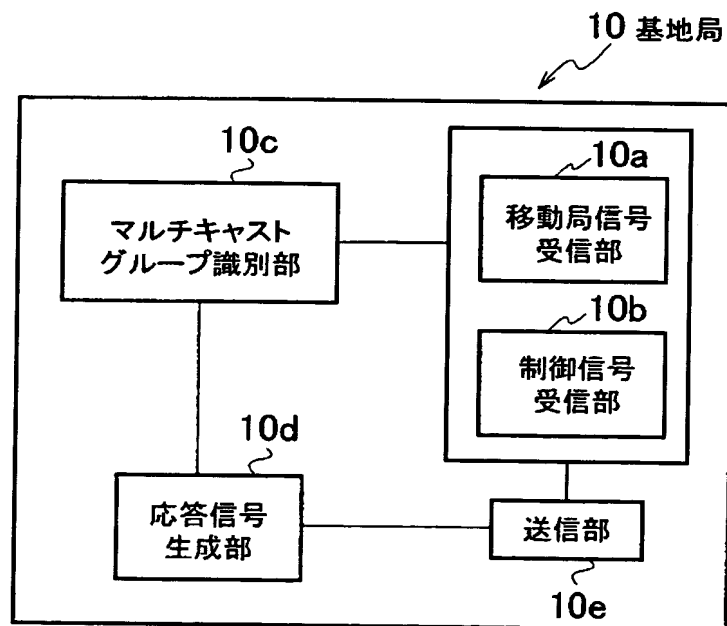 10 基地局
10c
マルチキャスト
グループ識別部
10a
移動局信号
受信部
10b
制御信号
受信部
10d
応答信号
生成部
送信部
10e